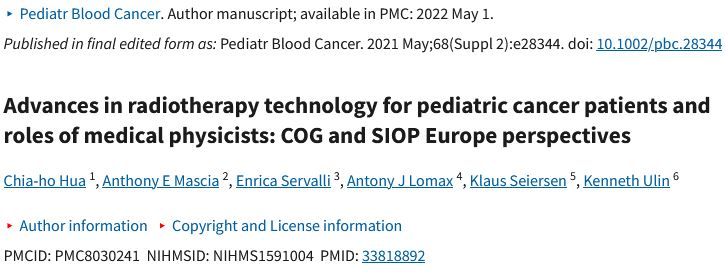 ‣ Pediatr Blood Cancer. Author manuscript; available in PMC: 2022 May 1.
Published in final edited form as: Pediatr Blood Cancer. 2021 May;68(Suppl 2):e28344. doi: 10.1002/pbc.28344
Advances in radiotherapy technology for pediatric cancer patients and
roles of medical physicists: COG and SIOP Europe perspectives
Chia-ho Hua 1, Anthony E Mascia 2, Enrica Servalli 3, Antony J Lomax 4, Klaus Seiersen 5, Kenneth Ulin 6
‣ Author information ‣ Copyright and License information
PMCID: PMC8030241 NIHMSID: NIHMS1591004 PMID: 33818892